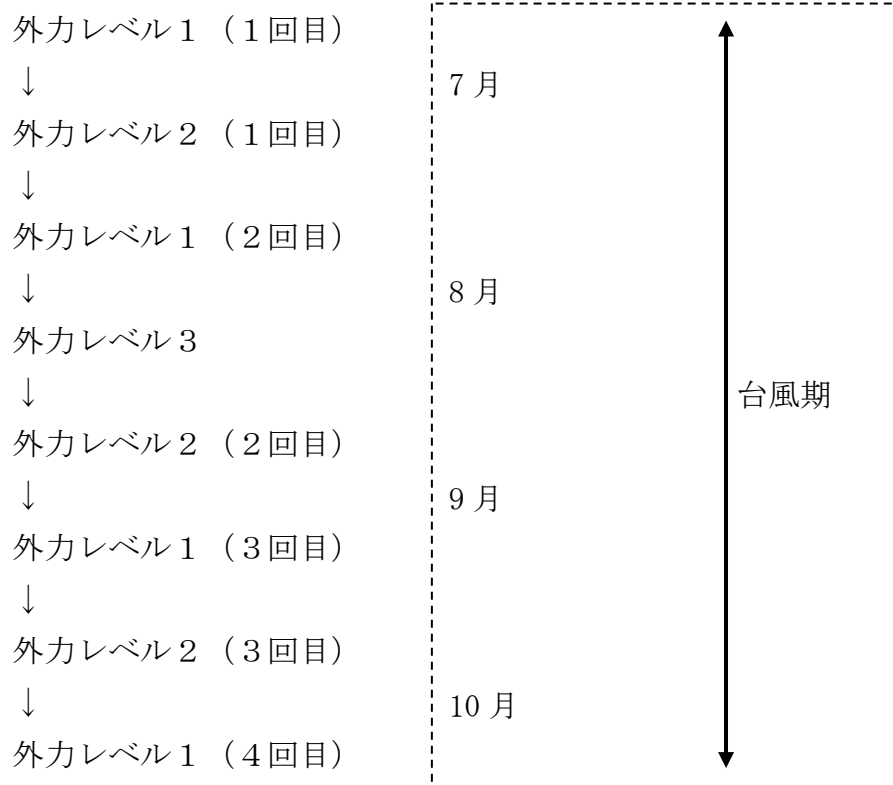 外力レベル１（１回目）
↓
7 月
外力レベル２（１回目）
↓
外力レベル１（２回目）
↓
8 月
外力レベル３
↓
台風期
外力レベル２（２回目）
↓
9 月
外力レベル１（３回目）
↓
外力レベル２（３回目）
↓
10 月
外力レベル１（４回目）